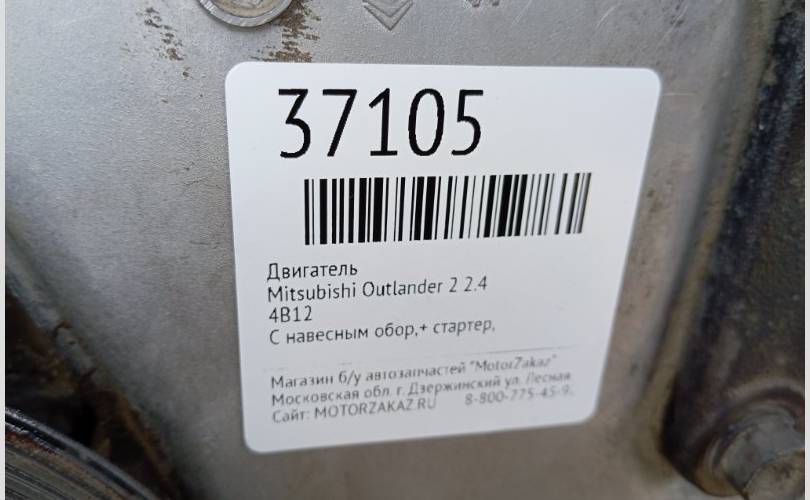 37105
Двигатель
Mitsubishi Outlander 2 2.4
4B12
С навесным обор,+ стартер,
Магазин б/у автозапчастей "MotorZakaz"
Московская обл. г. Дзержинский ул. Лесная
Сайт: MOTORZAKAZ.RU 8-800-775-45-9